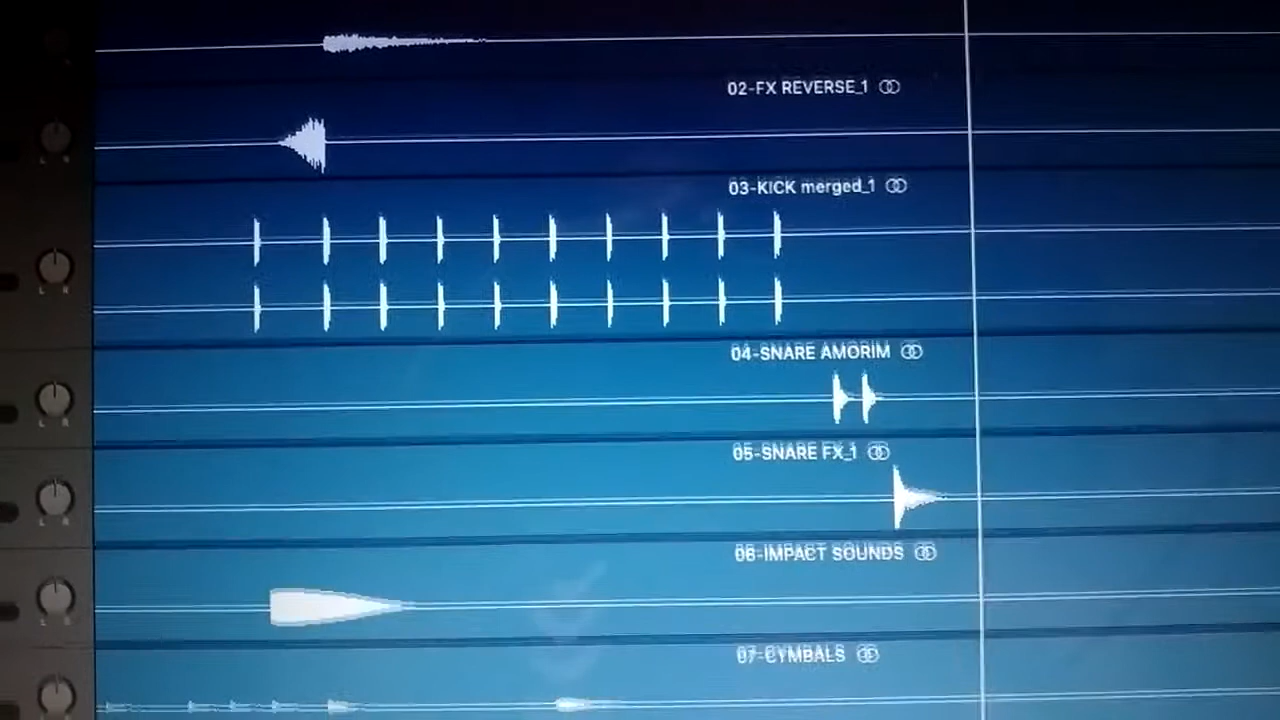 02-FX REVERSE_1
03-KICK merged_1
04-SNARE AMORIM
05-SNARE FX_1
06-IMPACT SOUNDS
07-CYMBALS